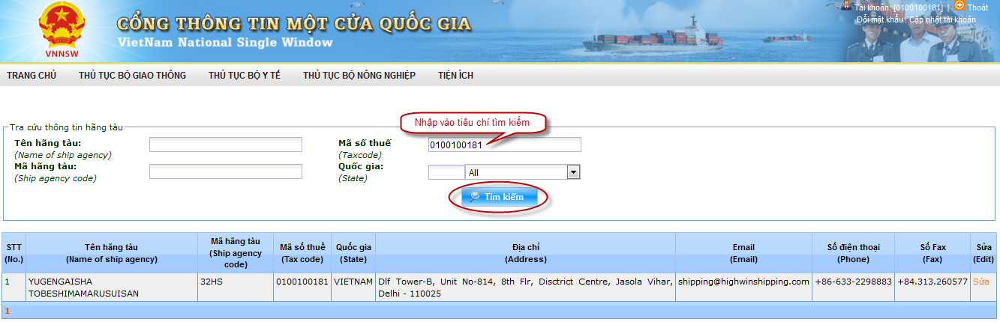 Tài khoản: [0100100181] | Thoát
CỔNG THÔNG TIN MỘT CỬA QUỐC GIA
Đổi mật khẩu Cập nhật tài khoản
VietNam National Single Window
VNNSW
TRANG CHỦ THỦ TỤC BỘ GIAO THÔNG THỦ TỤC BỘ Y TẾ THỦ TỤC BỘ NÔNG NGHIỆP TIỆN ÍCH
Nhập vào tiêu chí tìm kiếm
Tra cứu thông tin hãng tàu
Tên hãng tàu: Mã số thuế 0100100181
(Name of ship agency) (Taxcode)
Mã hãng tàu: Quốc gia: All
(Ship agency code) (State)
Tìm kiếm
STT (No.)
Tên hãng tàu (Name of ship agency)
Mã hãng tàu (Ship agency code)
Mã số thuế (Tax code)
Quốc gia (State)
Địa chỉ (Address)
Email (Email)
Số điện thoại (Phone)
Số Fax (Fax)
Sửa (Edit)
1 YUGENGAISHA TOBESHIMAMARUSUISAN 32HS 0100100181 VIETNAM Dlf Tower-B, Unit No-814, 8th Flr, Disctrict Centre, Jasola Vihar, Delhi - 110025 shipping@highwinshipping.com +86-633-2298883 +84.313.260577 Sửa
1